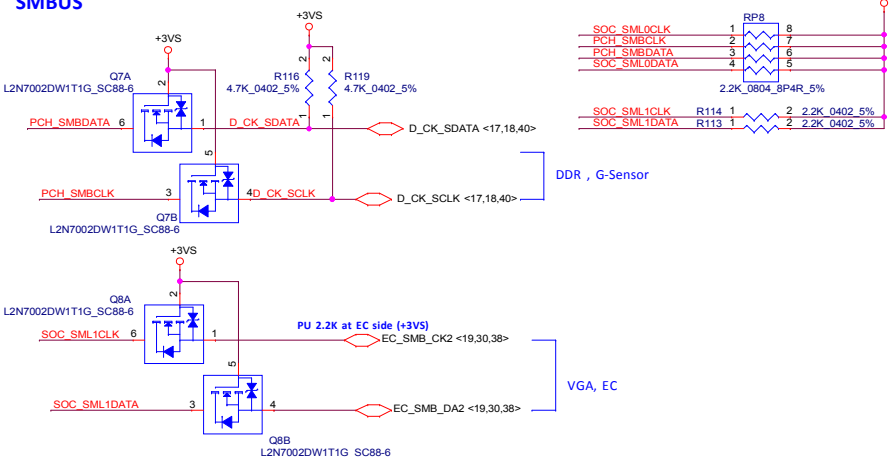 SMBUS
+3VS
+3VS
Q7A
L2N7002DW1T1G_SC88-6
2
PCH_SMBDATA 6
1
D_CK_SDATA
2
R116
4.7K_0402_5%
1
2
R119
4.7K_0402_5%
1
D_CK_SDATA <17,18,40>
5
PCH_SMBCLK
3
4
D_CK_SCLK
D_CK_SCLK <17,18,40>
Q7B
L2N7002DW1T1G_SC88-6
DDR , G-Sensor
RP8
SOC_SML0CLK 1 8
PCH_SMBCLK 2 7
PCH_SMBDATA 3 6
SOC_SML0DATA 4 5
2.2K_0804_8P4R_5%
SOC_SML1CLK R114 1 2 2.2K_0402_5%
SOC_SML1DATA R113 1 2 2.2K_0402_5%
+3VS
Q8A
L2N7002DW1T1G_SC88-6
2
SOC_SML1CLK 6
1
PU 2.2K at EC side (+3VS)
EC_SMB_CK2 <19,30,38>
5
SOC_SML1DATA
3
4
EC_SMB_DA2 <19,30,38>
Q8B
L2N7002DW1T1G_SC88-6
VGA, EC